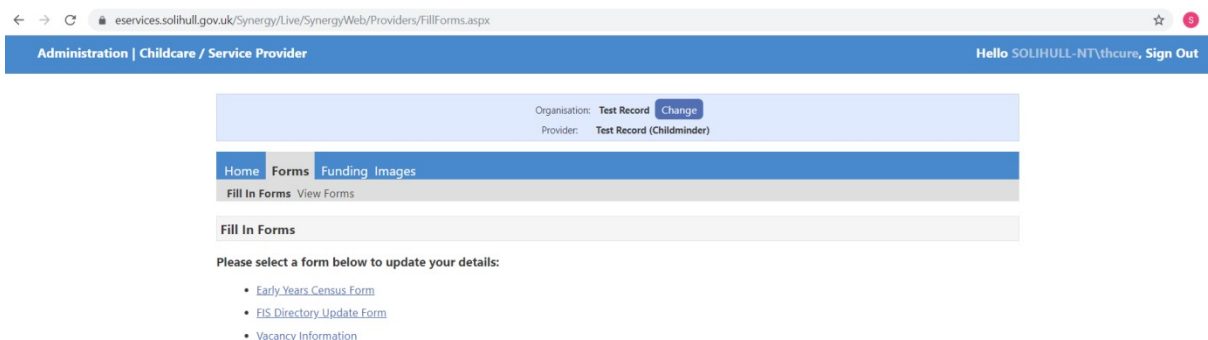 eservices.solihull.gov.uk/Synergy/Live/SynergyWeb/Providers/FillForms.aspx
S
Administration | Childcare / Service Provider Hello SOLIHULL-NT\thcure, Sign Out
Organisation: Test Record Change
Provider: Test Record (Childminder)
Home Forms Funding Images
Fill In Forms View Forms
Fill In Forms
Please select a form below to update your details:
• Early Years Census Form
• FIS Directory Update Form
• Vacancy Information